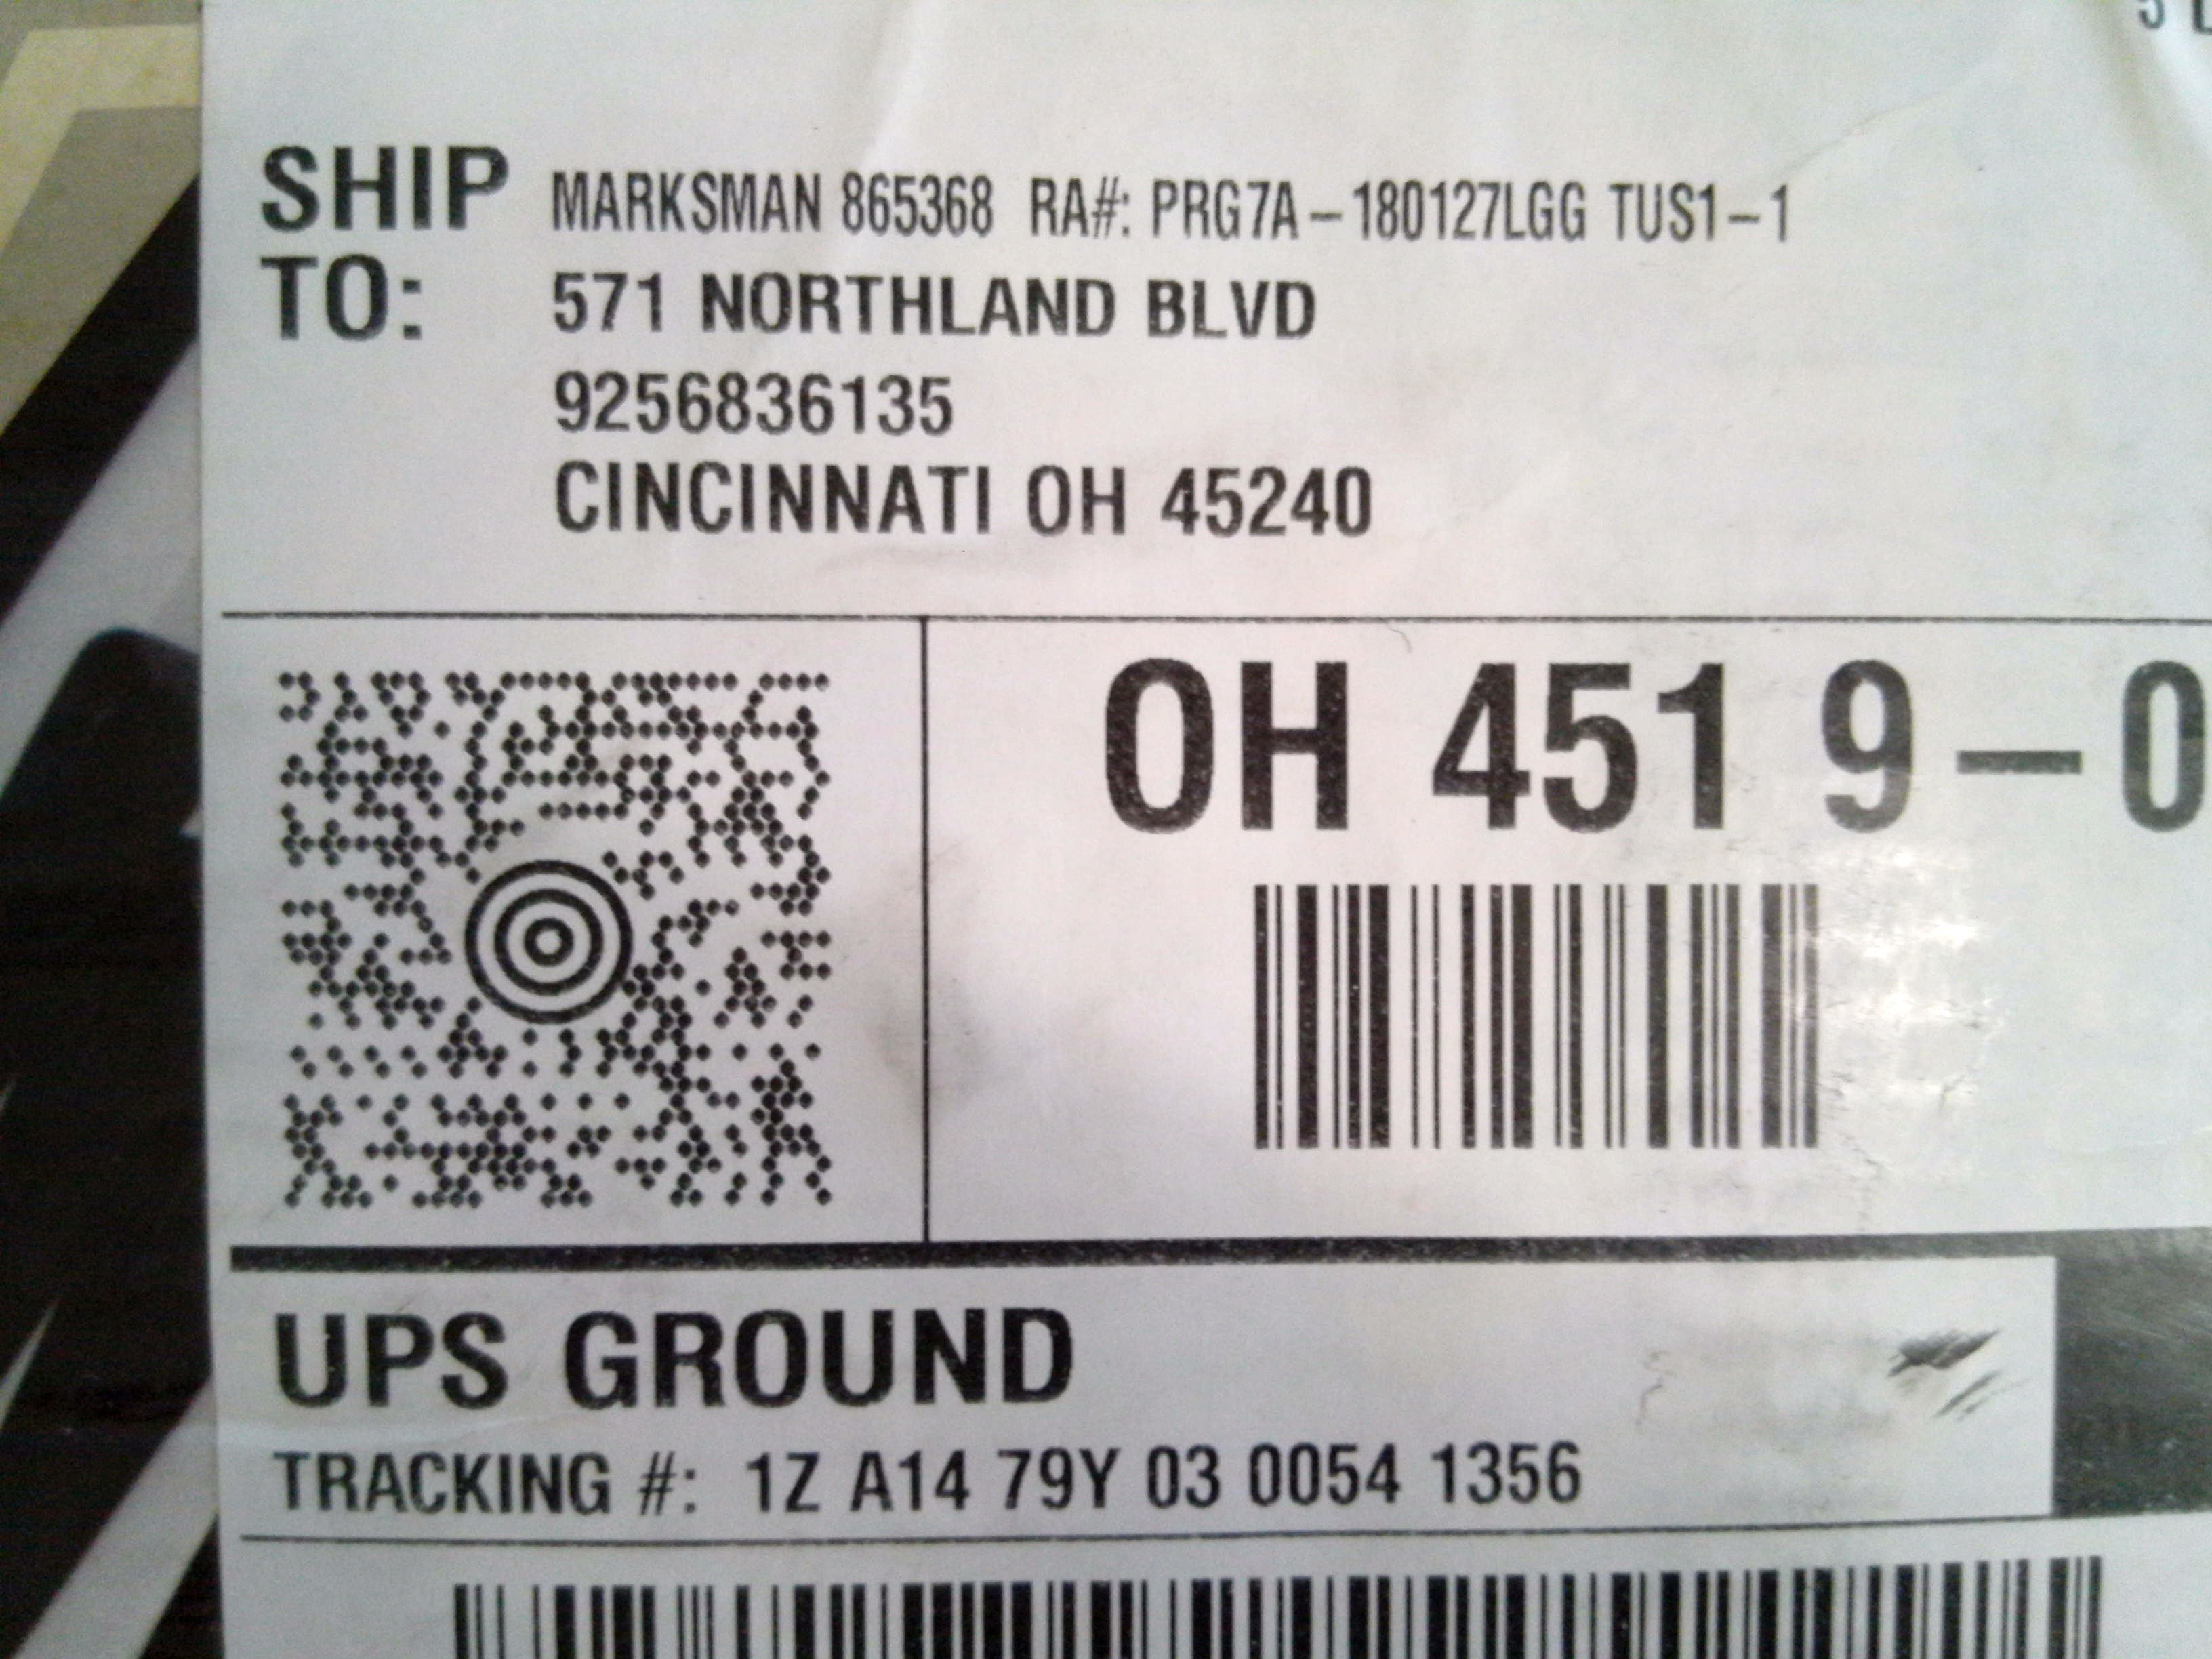 SHIP TO:
MARKSMAN 865368 RA#: PRG7A-180127LGG TUS1-1
571 NORTHLAND BLVD
9256836135
CINCINNATI OH 45240
OH 451 9-0
UPS GROUND
TRACKING #: 1Z A14 79Y 03 0054 1356